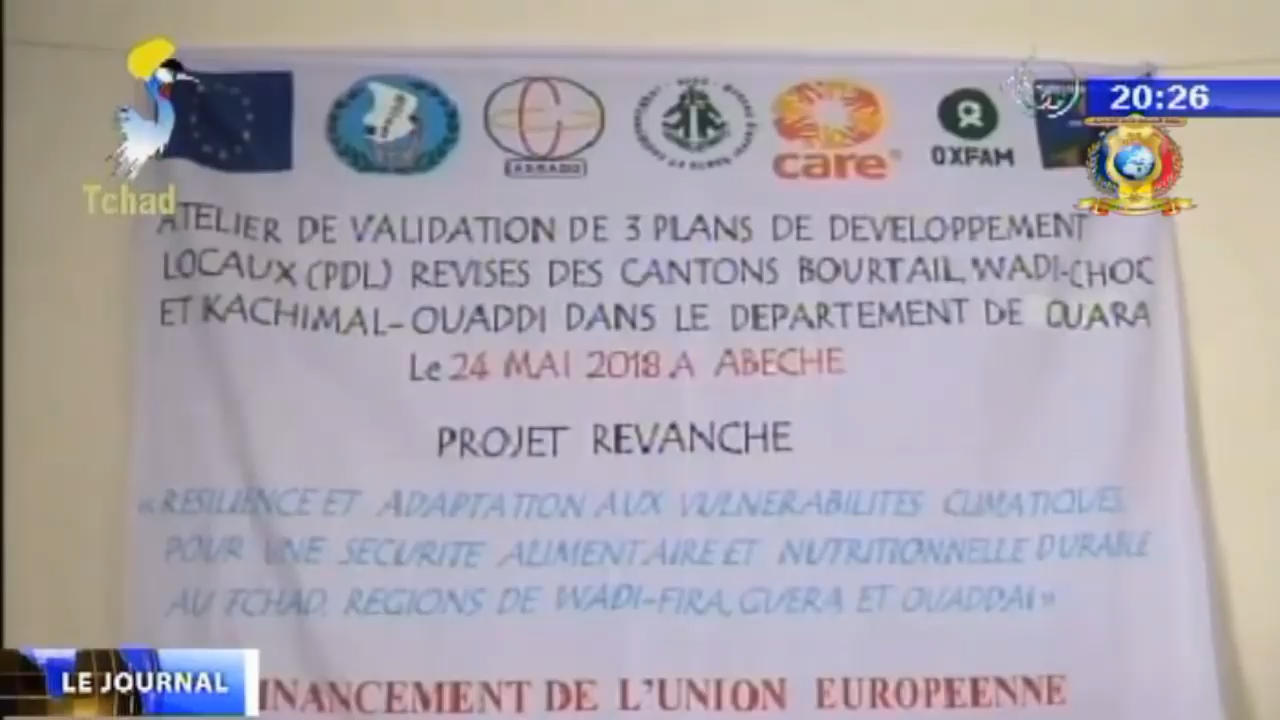 20:26
care
OXFAM
Tchad
ATELIER DE VALIDATION DE 3 PLANS DE DEVELOPPEMENT
LOCAUX (PDL) REVISES DES CANTONS BOURTAIL, WADI-CHOC
ET KACHIMAL-OUADDI DANS LE DEPARTEMENT DE OUARA
Le 24 MAI 2018 A ABECHE
PROJET REVANCHE
«RESILIENCE ET ADAPTATION AUX VULNERABILITES CLIMATIQUES
POUR UNE SECURITE ALIMENTAIRE ET NUTRITIONNELLE DURABLE
AU TCHAD, REGIONS DE WADI-FIRA, GUERA ET OUADDAI»
LE JOURNAL
INANCEMENT DE L'UNION EUROPEENNE